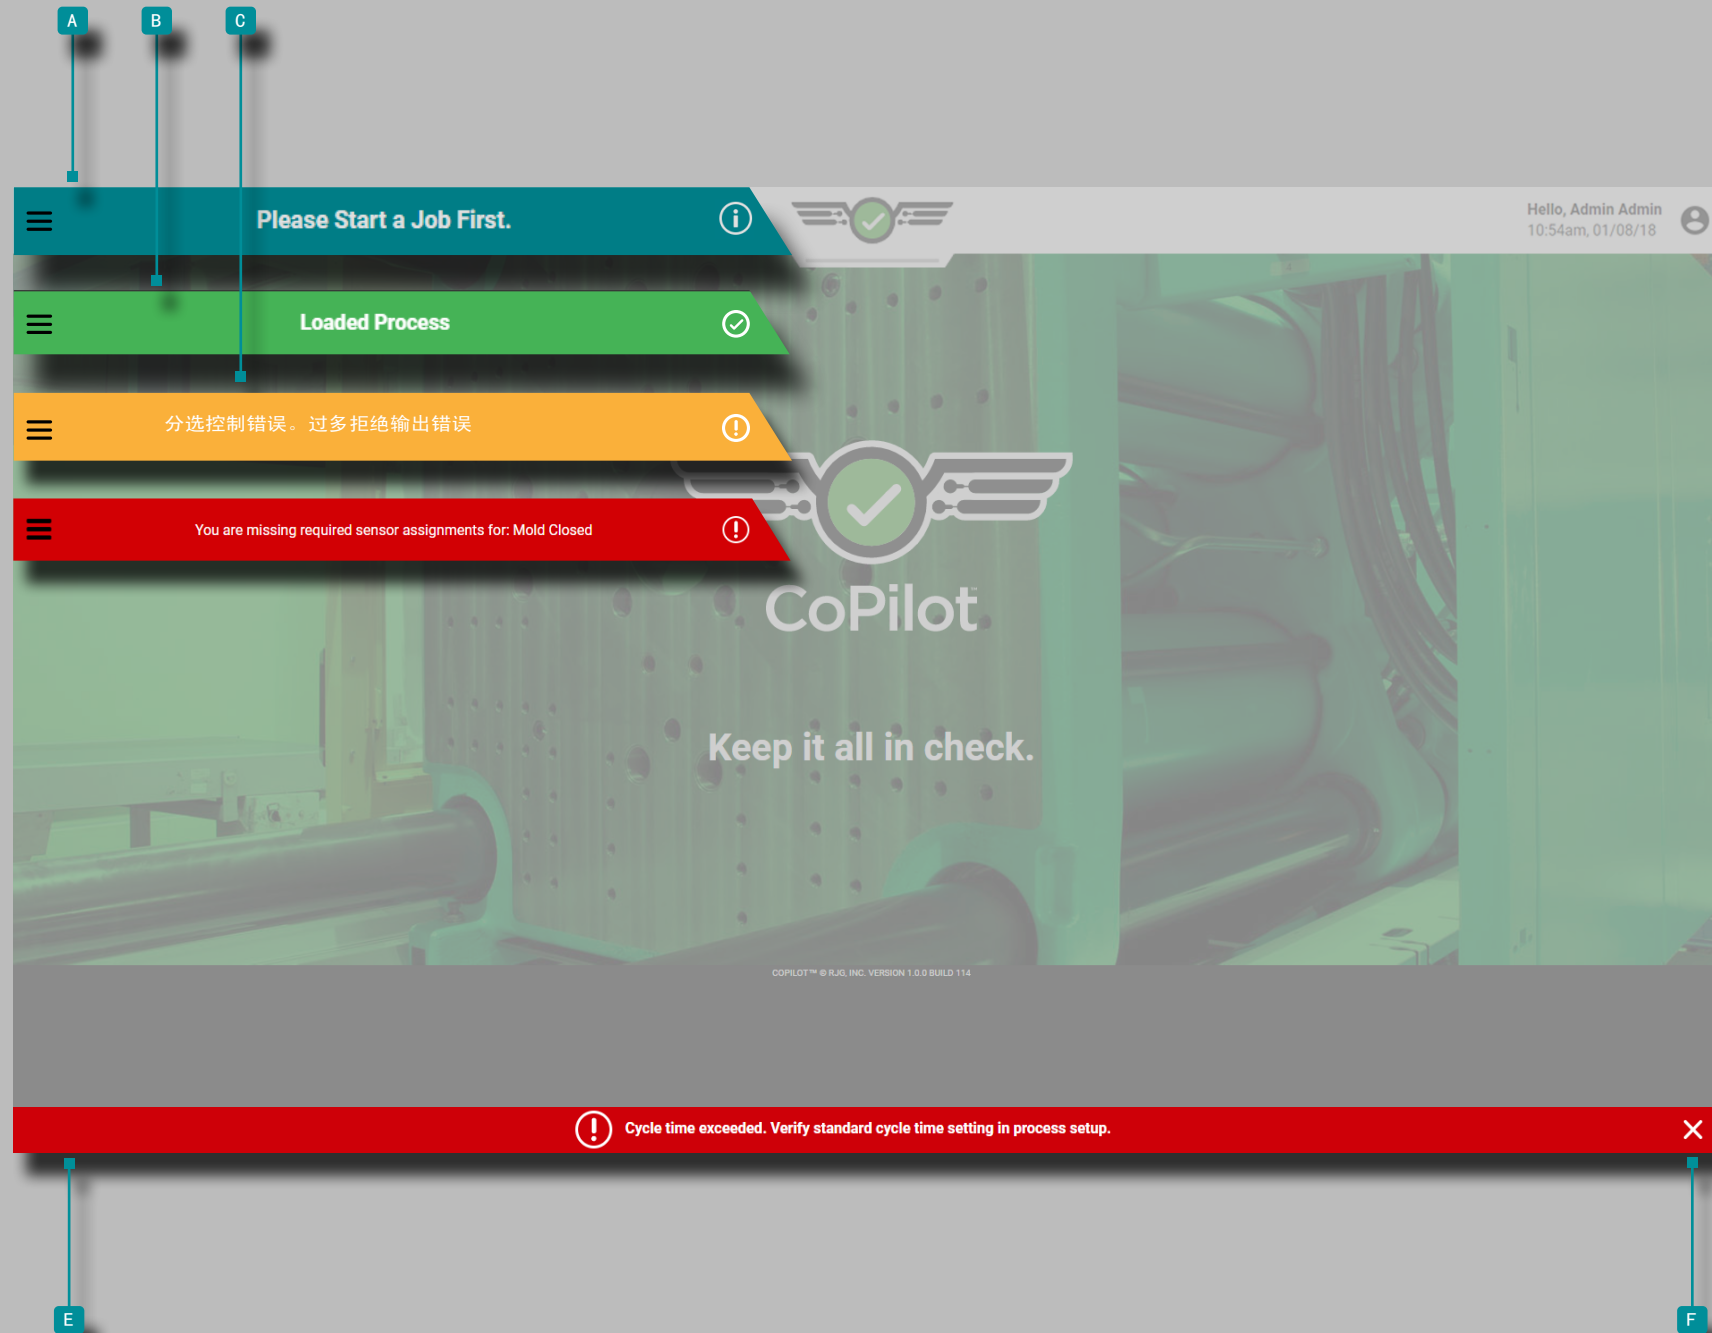 A
B
C
Please Start a Job First.
Hello, Admin Admin
10:54am, 01/08/18
Loaded Process
分选控制错误。过多拒绝输出错误
You are missing required sensor assignments for: Mold Closed
CoPilot™
Keep it all in check.
COPILOT™ © RJG, INC. VERSION 1.0.0 BUILD 114
Cycle time exceeded. Verify standard cycle time setting in process setup.
E
F